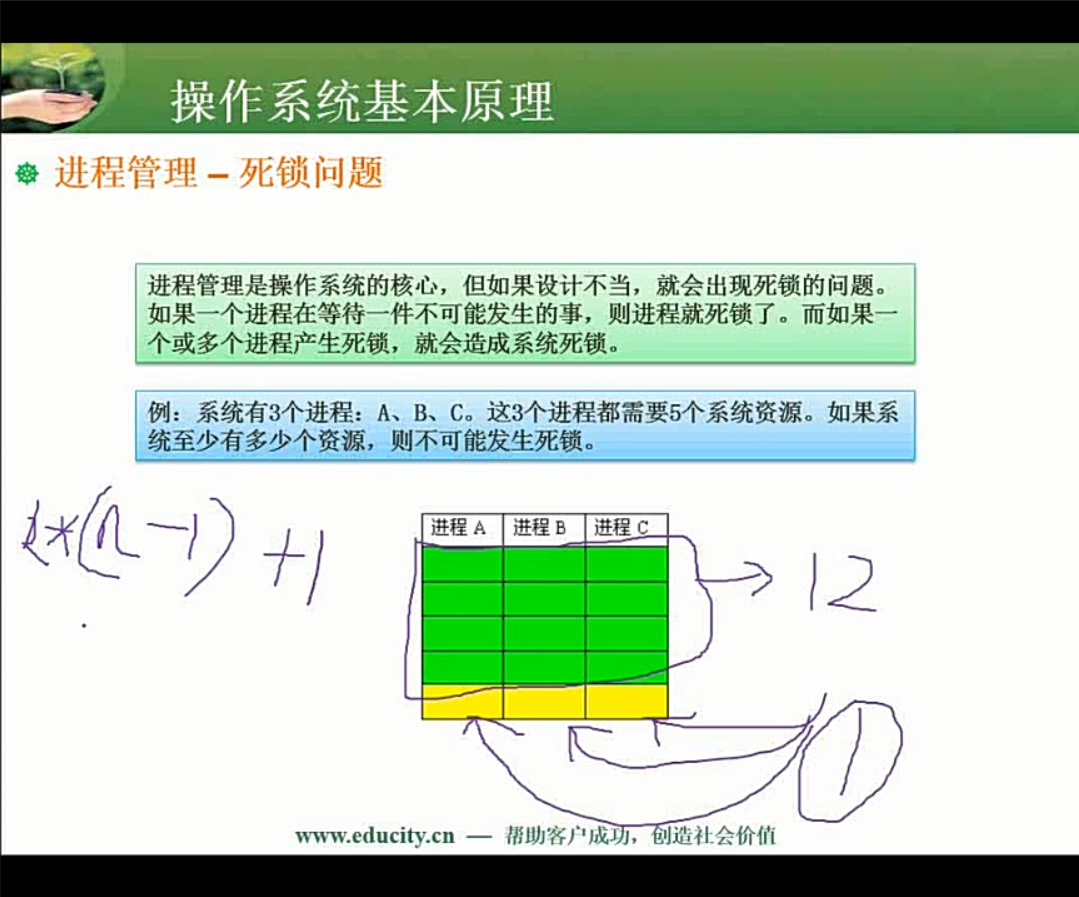 操作系统基本原理
进程管理 – 死锁问题
进程管理是操作系统的核心，但如果设计不当，就会出现死锁的问题。
如果一个进程在等待一件不可能发生的事，则进程就死锁了。而如果一
个或多个进程产生死锁，就会造成系统死锁。
例：系统有3个进程：A、B、C。这3个进程都需要5个系统资源。如果系
统至少有多少个资源，则不可能发生死锁。
*(n-1)+1
进程 A 进程 B 进程 C
12
1
www.educity.cn — 帮助客户成功，创造社会价值